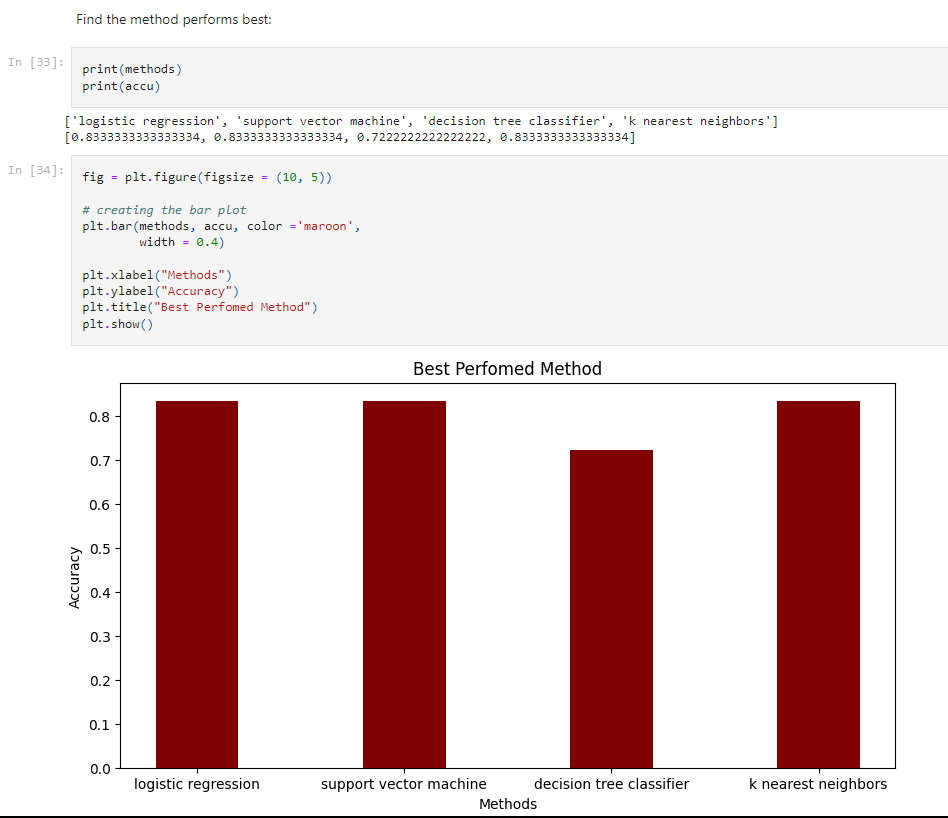 Find the method performs best:
In [33]:
print(methods)
print(accu)
['logistic regression', 'support vector machine', 'decision tree classifier', 'k nearest neighbors']
[0.8333333333333334, 0.8333333333333334, 0.7222222222222222, 0.8333333333333334]
In [34]:
fig = plt.figure(figsize = (10, 5))
# creating the bar plot
plt.bar(methods, accu, color ='maroon',
width = 0.4)
plt.xlabel("Methods")
plt.ylabel("Accuracy")
plt.title("Best Perfomed Method")
plt.show()
Best Perfomed Method
Accuracy
0.8
0.7
0.6
0.5
0.4
0.3
0.2
0.1
0.0
logistic regression
support vector machine
decision tree classifier
k nearest neighbors
Methods